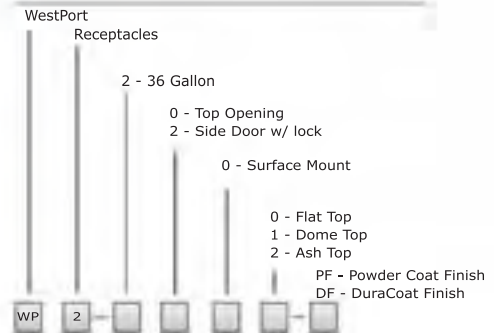 WestPort
Receptacles
2 - 36 Gallon
0 - Top Opening
2 - Side Door w/ lock
0 - Surface Mount
0 - Flat Top
1 - Dome Top
2 - Ash Top
PF - Powder Coat Finish
DF - DuraCoat Finish
WP 2 - -